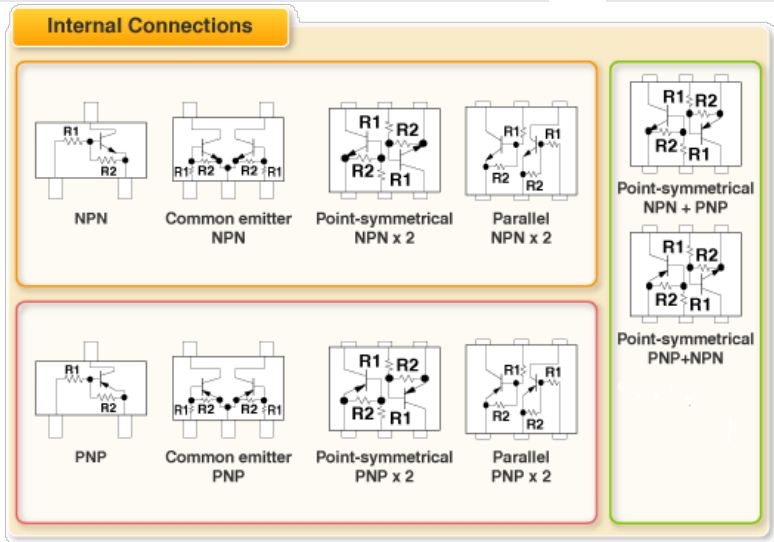 Internal Connections
R1
R2
NPN
R1 R2 R2 R1
Common emitter
NPN
R1 R2
R2 R1
Point-symmetrical
NPN x 2
R1 R1
R2
R2
Parallel
NPN x 2
R1 R2
R2 R1
Point-symmetrical
NPN + PNP
R1 R2
R2 R1
Point-symmetrical
PNP+NPN
R1
R2
PNP
R1 R2 R2 R1
Common emitter
PNP
R1 R2
R2 R1
Point-symmetrical
PNP x 2
R1 R1
R2
R2
Parallel
PNP x 2